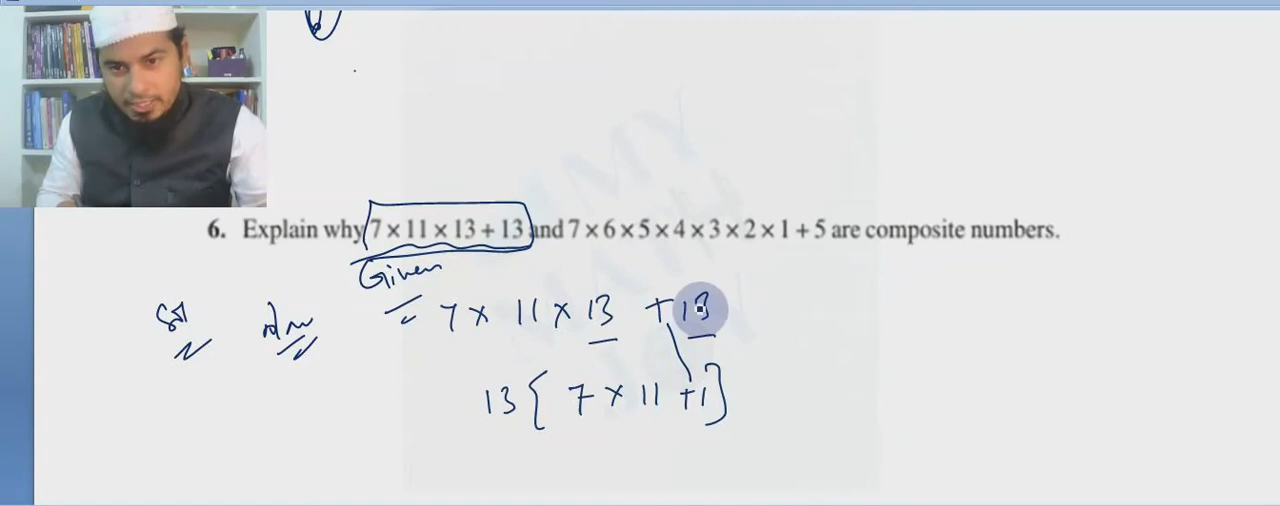 6. Explain why 7 × 11 × 13 + 13 and 7 × 6 × 5 × 4 × 3 × 2 × 1 + 5 are composite numbers.
Given
= 7 × 11 × 13 + 13
13{ 7 × 11 + 1}